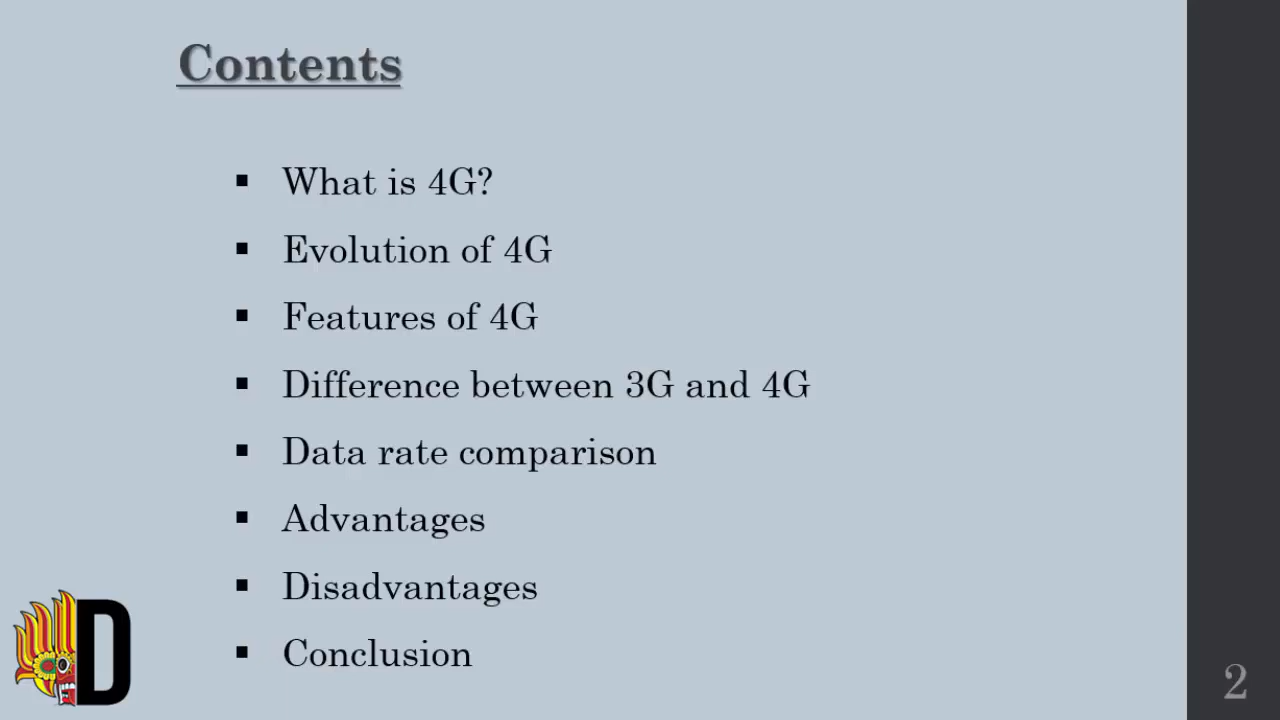 Contents
▪ What is 4G?
▪ Evolution of 4G
▪ Features of 4G
▪ Difference between 3G and 4G
▪ Data rate comparison
▪ Advantages
▪ Disadvantages
▪ Conclusion
D
2